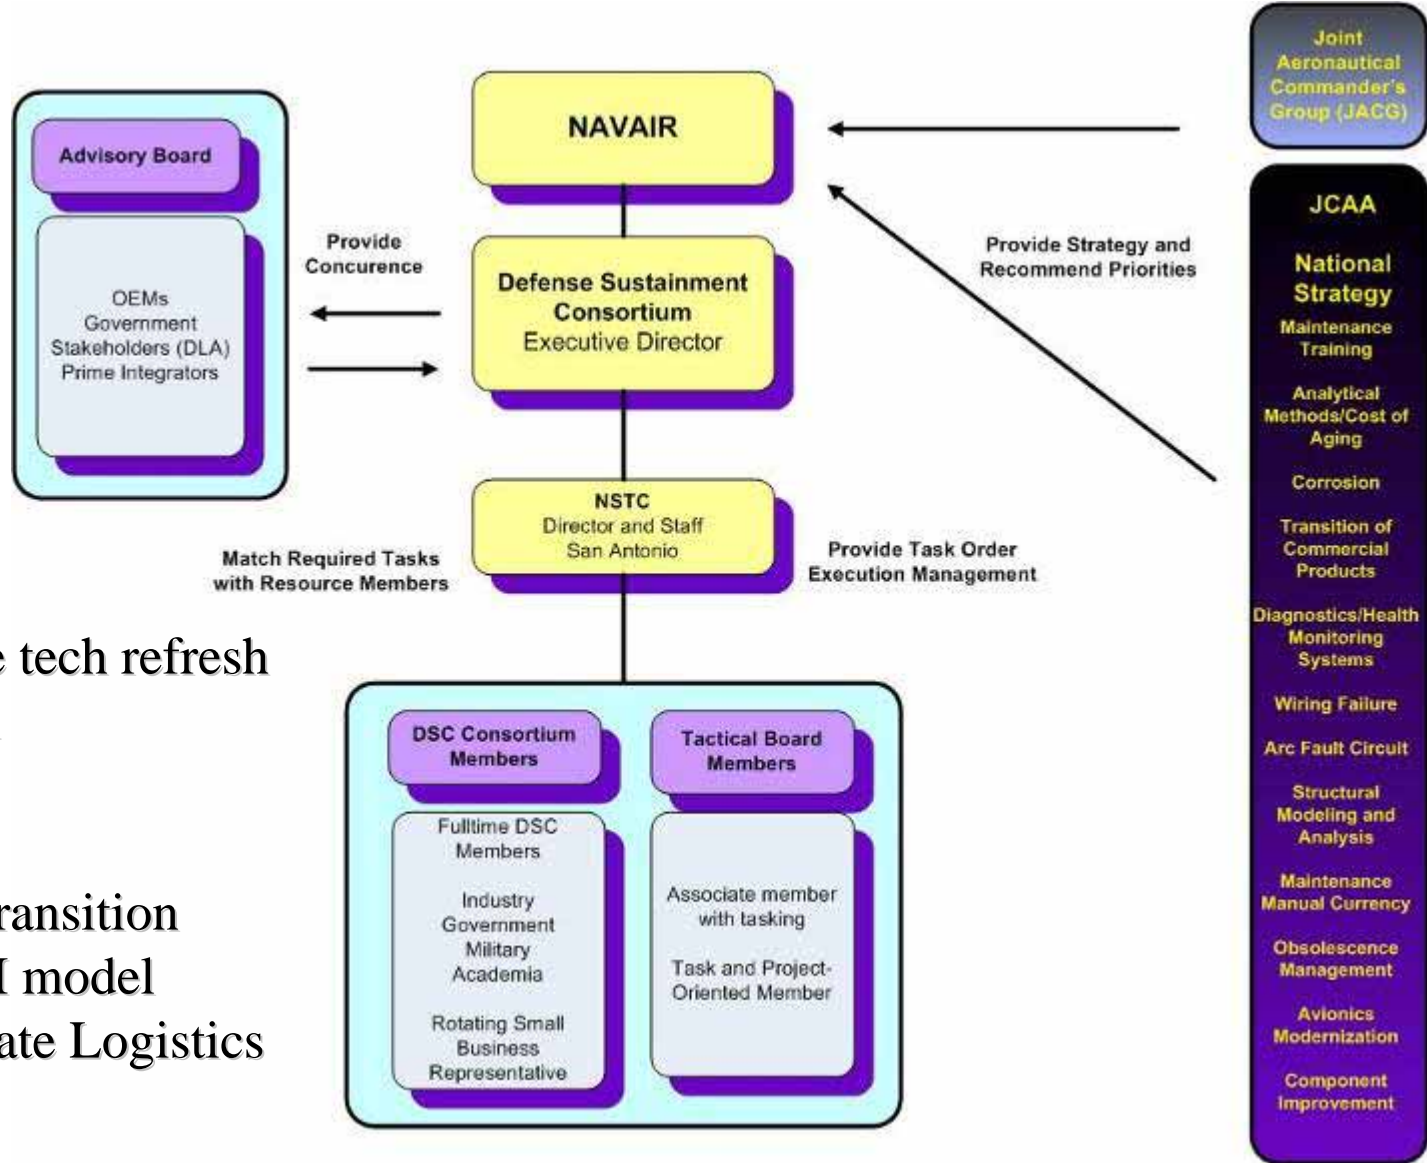 Joint
Aeronautical
Commander's
Group (JACG)
NAVAIR
Advisory Board
OEMs
Government
Stakeholders (DLA)
Prime Integrators
Provide
Concurence
Defense Sustainment
Consortium
Executive Director
Provide Strategy and
Recommend Priorities
NSTC
Director and Staff
San Antonio
Match Required Tasks
with Resource Members
Provide Task Order
Execution Management
tech refresh
ransition
model
ate Logistics
DSC Consortium
Members
Fulltime DSC
Members
Industry
Government
Military
Academia
Rotating Small
Business
Representative
Tactical Board
Members
Associate member
with tasking
Task and Project-
Oriented Member
JCAA
National
Strategy
Maintenance
Training
Analytical
Methods/Cost of
Aging
Corrosion
Transition of
Commercial
Products
Diagnostics/Health
Monitoring
Systems
Wiring Failure
Arc Fault Circuit
Structural
Modeling and
Analysis
Maintenance
Manual Currency
Obsolescence
Management
Avionics
Modernization
Component
Improvement